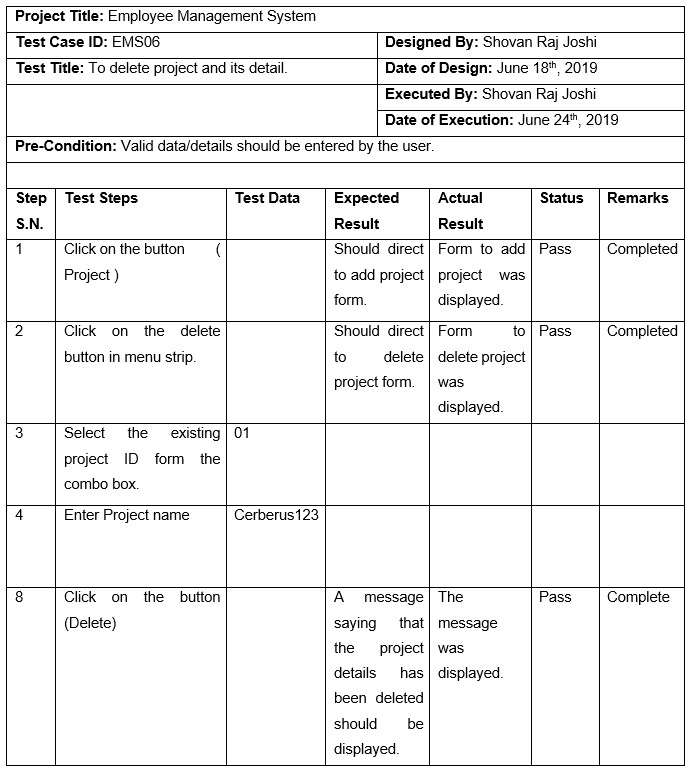 Project Title: Employee Management System
Test Case ID: EMS06
Designed By: Shovan Raj Joshi
Test Title: To delete project and its detail.
Date of Design: June 18th, 2019
Executed By: Shovan Raj Joshi
Date of Execution: June 24th, 2019
Pre-Condition: Valid data/details should be entered by the user.
Step
S.N.
Test Steps
Test Data
Expected
Result
Actual
Result
Status
Remarks
1
Click on the button (
Project )
Should direct
to add project
form.
Form to add
project was
displayed.
Pass
Completed
2
Click on the delete
button in menu strip.
Should direct
to delete
project form.
Form to
delete project
was
displayed.
Pass
Completed
3
Select the existing
project ID form the
combo box.
01
4
Enter Project name
Cerberus123
8
Click on the button
(Delete)
A message
saying that
the project
details has
been deleted
should be
displayed.
The
message
was
displayed.
Pass
Complete